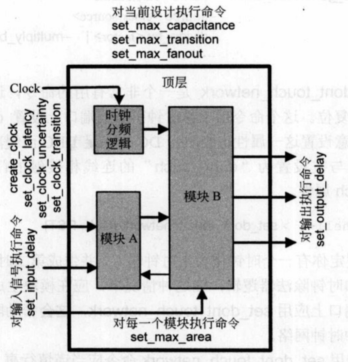 对当前设计执行命令
set_max_capacitance
set_max_transition
set_max_fanout
顶层
Clock
时钟
分频
逻辑
模块 B
模块 A
create_clock
set_clock_latency
set_clock_uncertainty
set_clock_transition
对输入信号执行命令
set_input_delay
对输出执行命令
set_output_delay
对每一个模块执行命令
set_max_area